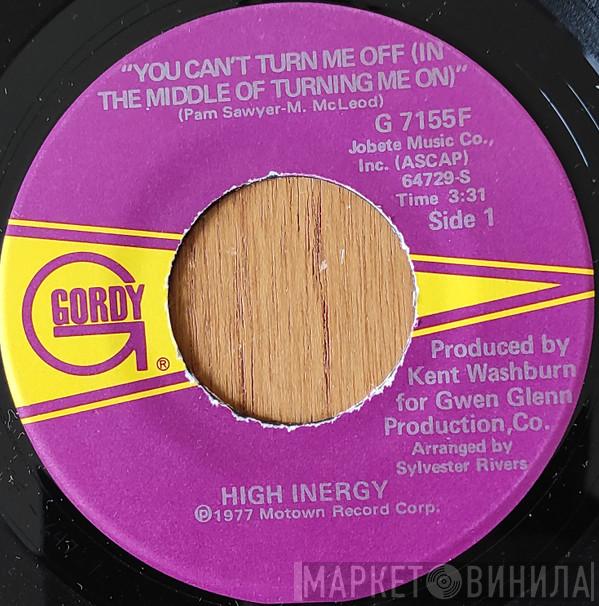 "YOU CAN'T TURN ME OFF (IN
THE MIDDLE OF TURNING ME ON)"
(Pam Sawyer-M. McLeod)
G 7155F
Jobete Music Co.,
Inc. (ASCAP)
64729-S
Time 3:31
Side 1
GORDY
®
Produced by
Kent Washburn
for Gwen Glenn
Production,Co.
Arranged by
Sylvester Rivers
HIGH INERGY
℗1977 Motown Record Corp.
МАРКЕТ ВИНИЛА